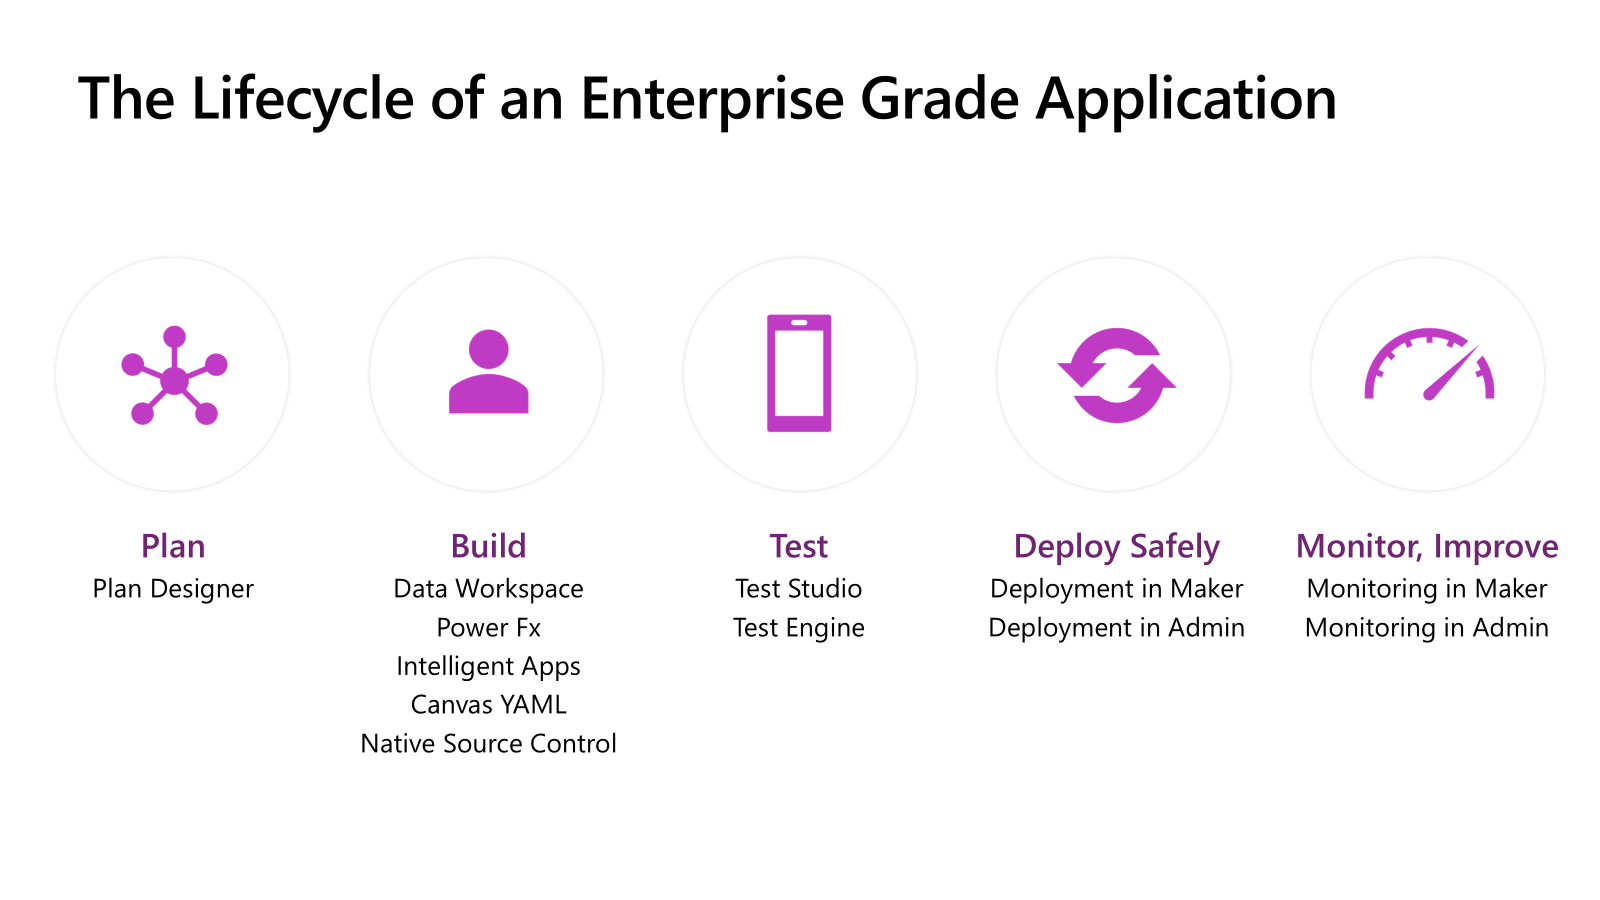 The Lifecycle of an Enterprise Grade Application
Plan
Plan Designer
Build
Data Workspace
Power Fx
Intelligent Apps
Canvas YAML
Native Source Control
Test
Test Studio
Test Engine
Deploy Safely
Deployment in Maker
Deployment in Admin
Monitor, Improve
Monitoring in Maker
Monitoring in Admin